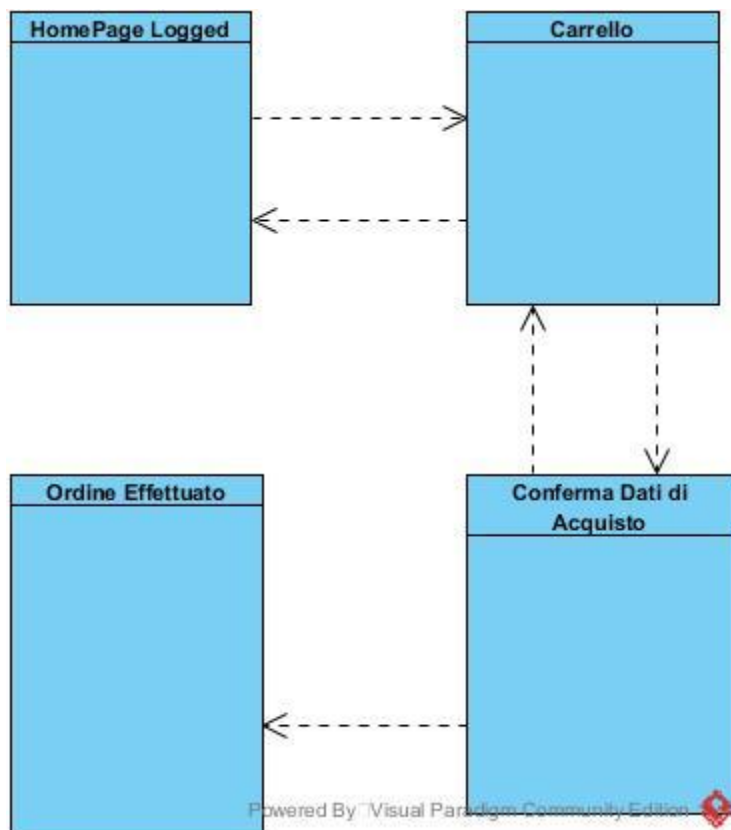 HomePage Logged
Carrello
Ordine Effettuato
Conferma Dati di
Acquisto
Powered By Visual Paradigm Community Edition